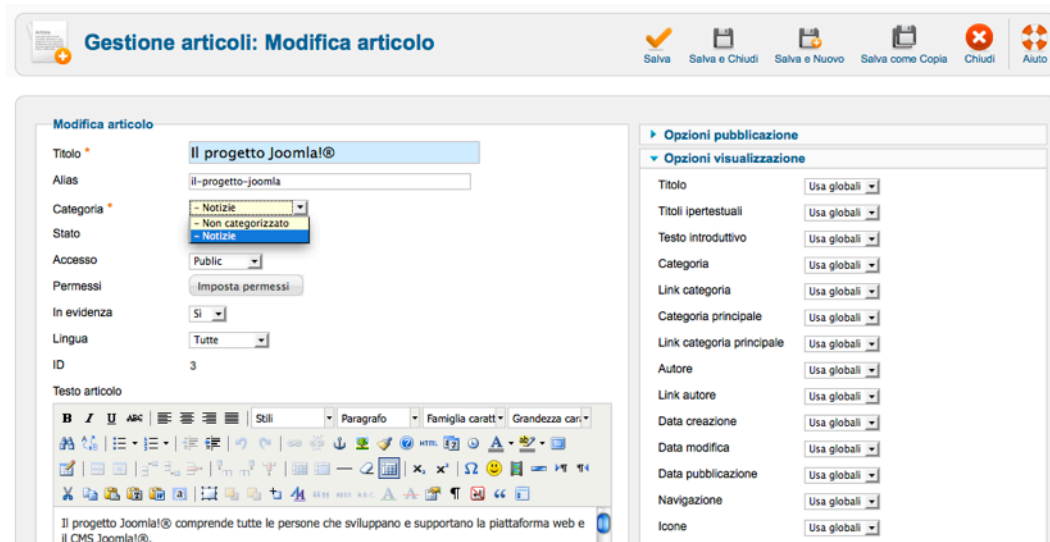 Gestione articoli: Modifica articolo
Salva
Salva e Chiudi
Salva e Nuovo
Salva come Copia
Chiudi
Aiuto
Modifica articolo
Titolo *
Il progetto Joomla!®
Alias
il-progetto-joomla
Categoria *
- Notizie
- Non categorizzato
- Notizie
Stato
Accesso
Public
Permessi
Imposta permessi
In evidenza
Sì
Lingua
Tutte
ID
3
Testo articolo
B I U ABC
Stili
Paragrafo
Famiglia caratt
Grandezza car
HTML
Il progetto Joomla!® comprende tutte le persone che sviluppano e supportano la piattaforma web e
il CMS Joomla!®.
Opzioni pubblicazione
Opzioni visualizzazione
Titolo Usa globali
Titoli ipertestuali Usa globali
Testo introduttivo Usa globali
Categoria Usa globali
Link categoria Usa globali
Categoria principale Usa globali
Link categoria principale Usa globali
Autore Usa globali
Link autore Usa globali
Data creazione Usa globali
Data modifica Usa globali
Data pubblicazione Usa globali
Navigazione Usa globali
Icone Usa globali